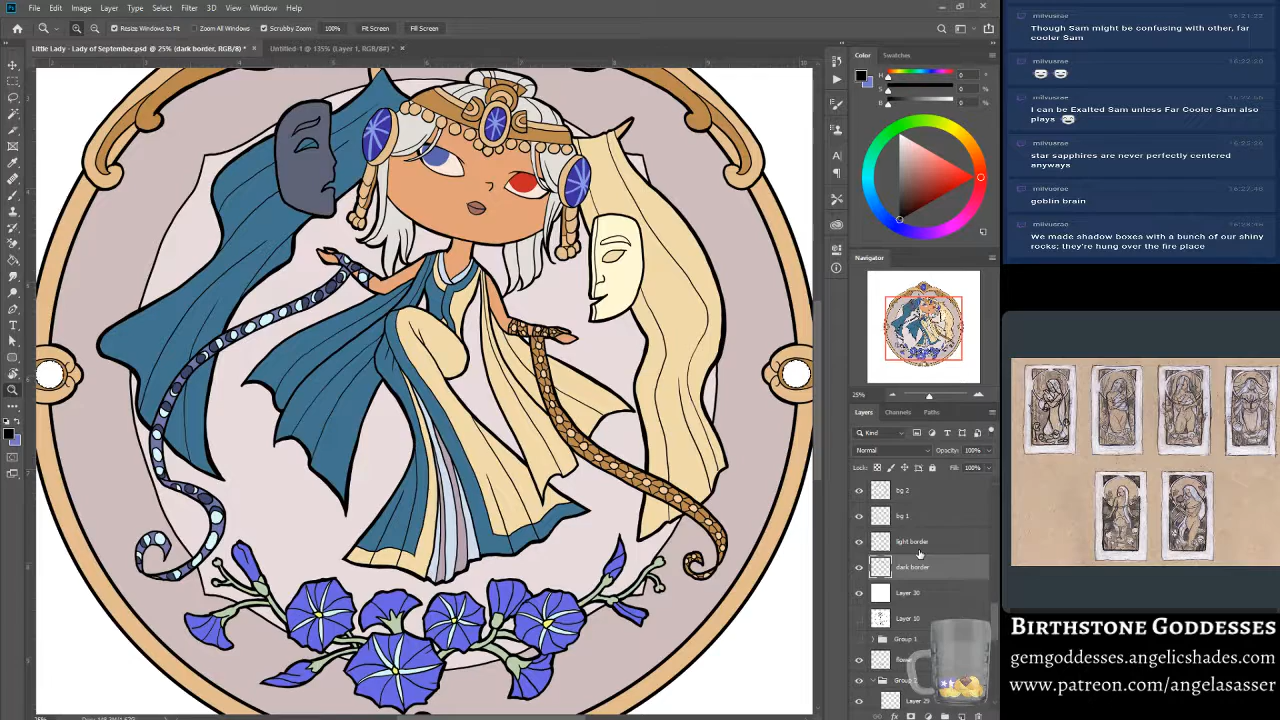 File Edit Image Layer Type Select Filter 3D View Window Help
Resize Windows to Fit Zoom All Windows Scrubby Zoom 100% Fit Screen Fill Screen
Little Lady - Lady of September.psd @ 25% (dark border, RGB/8) * Untitled-1 @ 135% (Layer 1, RGB/8#) *
Color Swatches
H 0
S 0
B 0
Navigator
25%
Layers Channels Paths
Kind
Normal Opacity: 100%
Lock: Fill: 100%
bg 2
bg 1
light border
dark border
Layer 30
Layer 10
Group 1
Layer 29
milvusrae
Though Sam might be confusing with other, far
cooler Sam
milvusrae
milvusrae
I can be Exalted Sam unless Far Cooler Sam also
plays
milvusrae
star sapphires are never perfectly centered
anyways
milvusrae
goblin brain
milvusrae
We made shadow boxes with a bunch of our shiny
rocks; they're hung over the fire place
Birthstone Goddesses
gemgoddesses.angelicshades.com
www.patreon.com/angelasasser